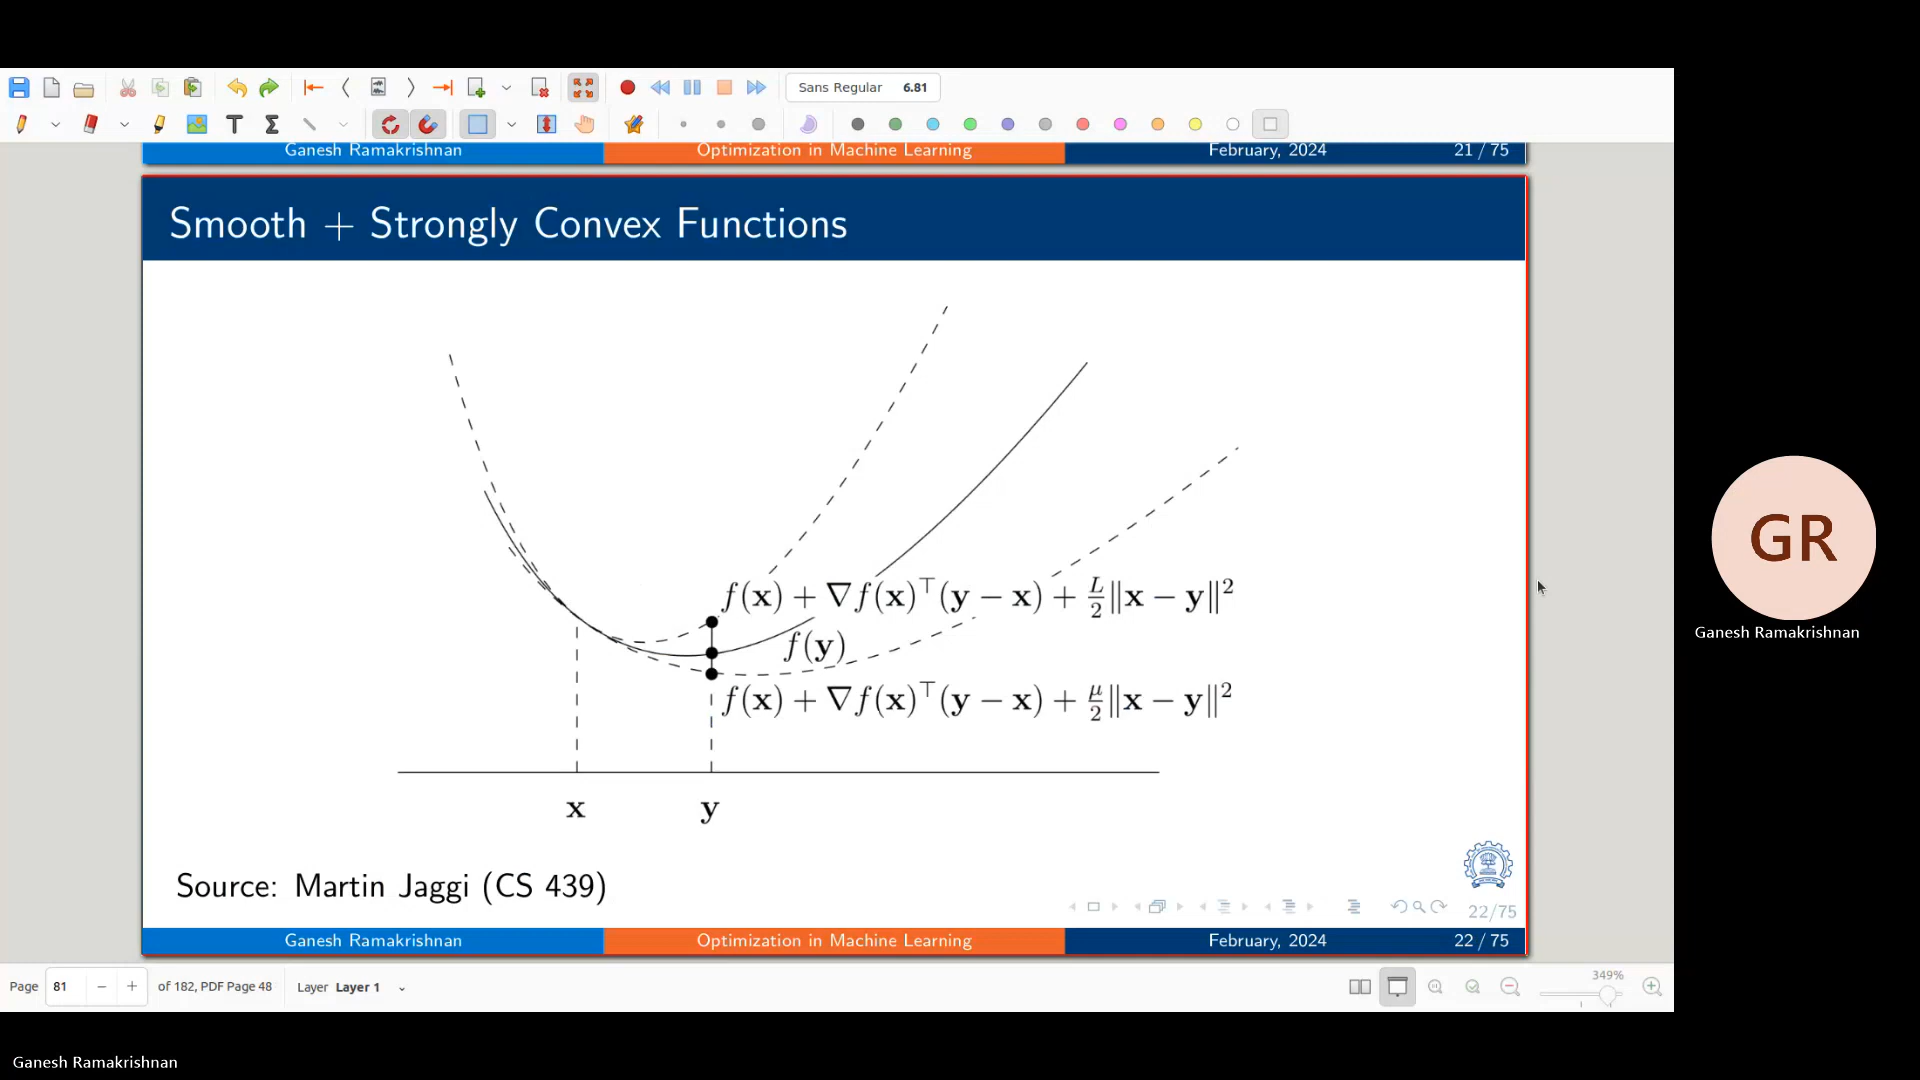 Sans Regular 6.81
Ganesh Ramakrishnan Optimization in Machine Learning February, 2024 21 / 75
Smooth + Strongly Convex Functions
f(x) + ∇f(x)⊤(y − x) + L/2‖x − y‖²
f(y)
f(x) + ∇f(x)⊤(y − x) + μ/2‖x − y‖²
x y
Source: Martin Jaggi (CS 439)
22/75
Ganesh Ramakrishnan Optimization in Machine Learning February, 2024 22 / 75
Page 81 of 182, PDF Page 48 Layer Layer 1 349%
GR
Ganesh Ramakrishnan
Ganesh Ramakrishnan